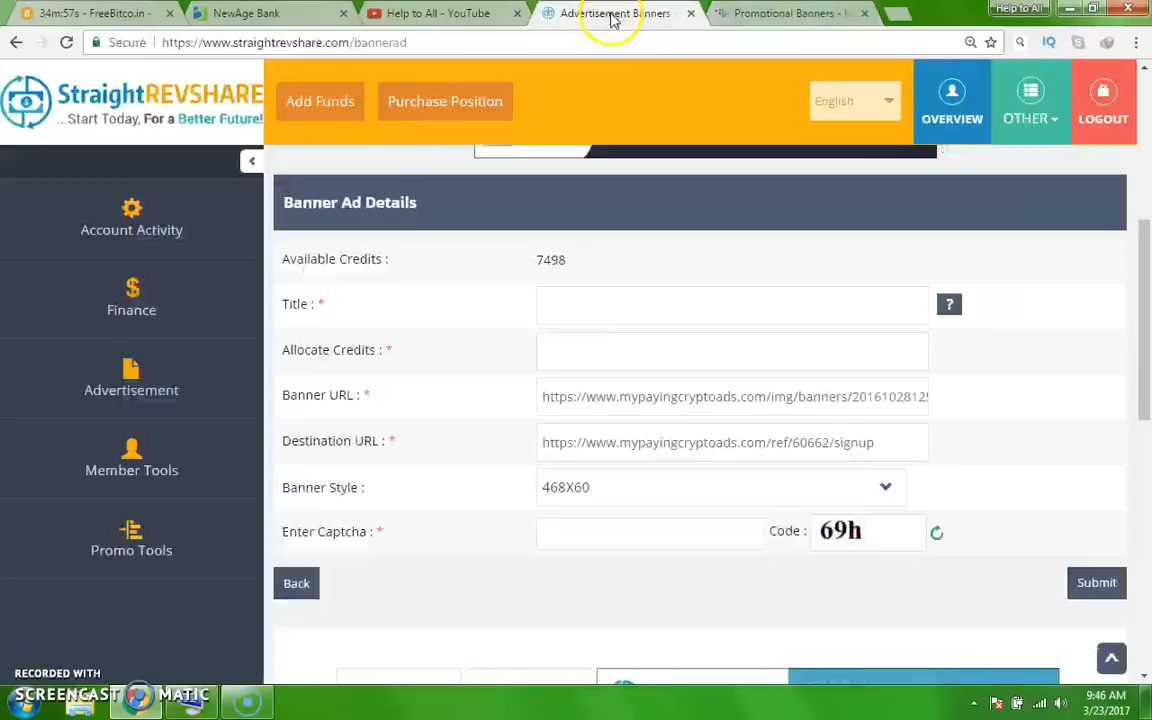 34m:57s - FreeBitco.in -
NewAge Bank
Help to All - YouTube
Advertisement Banners
Promotional Banners -
Help to All
Secure
https://www.straightrevshare.com/bannerad
IQ
StraightREVSHARE
...Start Today, For a Better Future!
Add Funds
Purchase Position
English
OVERVIEW
OTHER
LOGOUT
Account Activity
Finance
Advertisement
Member Tools
Promo Tools
Banner Ad Details
Available Credits :
7498
Title : *
?
Allocate Credits : *
Banner URL : *
https://www.mypayingcryptoads.com/img/banners/2016102812
Destination URL : *
https://www.mypayingcryptoads.com/ref/60662/signup
Banner Style :
468X60
Enter Captcha : *
Code :
69h
Back
Submit
RECORDED WITH
SCREENCAST MATIC
9:46 AM
3/23/2017